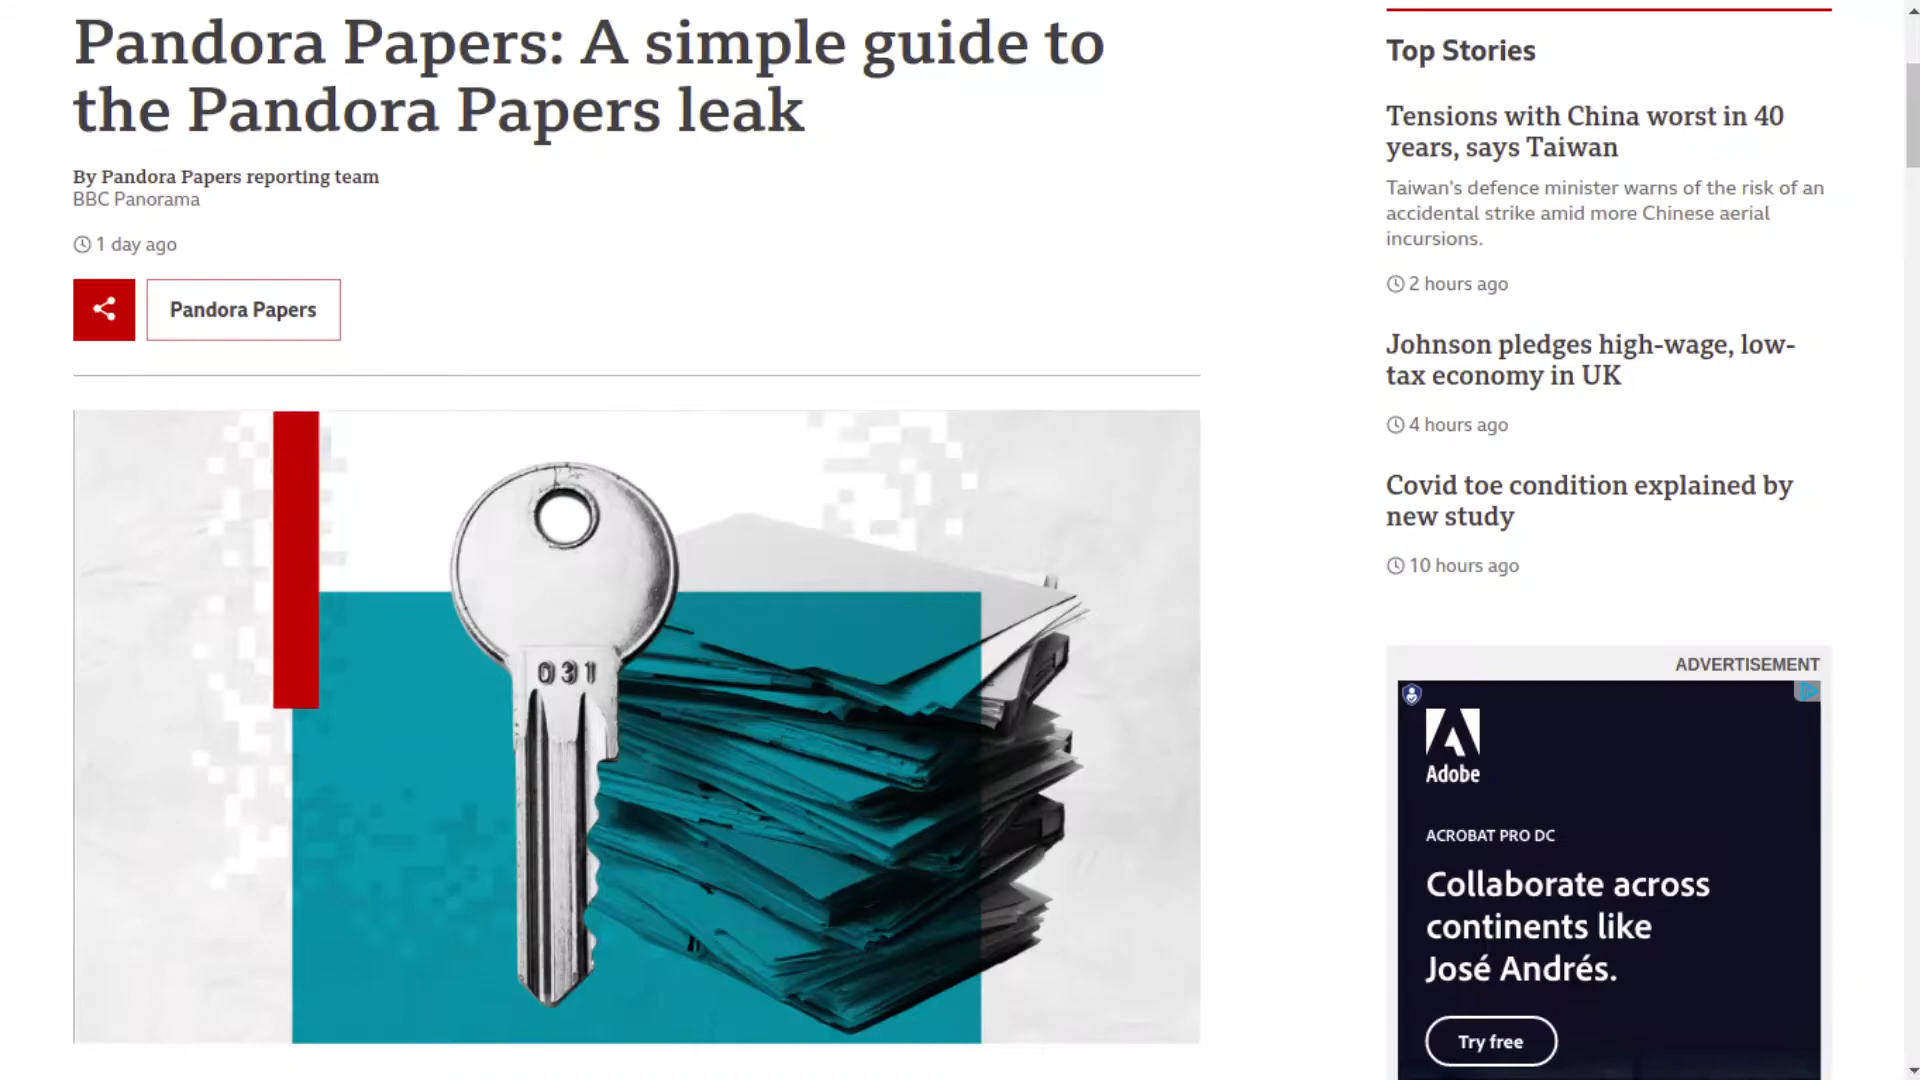 Pandora Papers: A simple guide to
the Pandora Papers leak
By Pandora Papers reporting team
BBC Panorama
1 day ago
Pandora Papers
031
Top Stories
Tensions with China worst in 40
years, says Taiwan
Taiwan's defence minister warns of the risk of an
accidental strike amid more Chinese aerial
incursions.
2 hours ago
Johnson pledges high-wage, low-
tax economy in UK
4 hours ago
Covid toe condition explained by
new study
10 hours ago
ADVERTISEMENT
Adobe
ACROBAT PRO DC
Collaborate across
continents like
José Andrés.
Try free